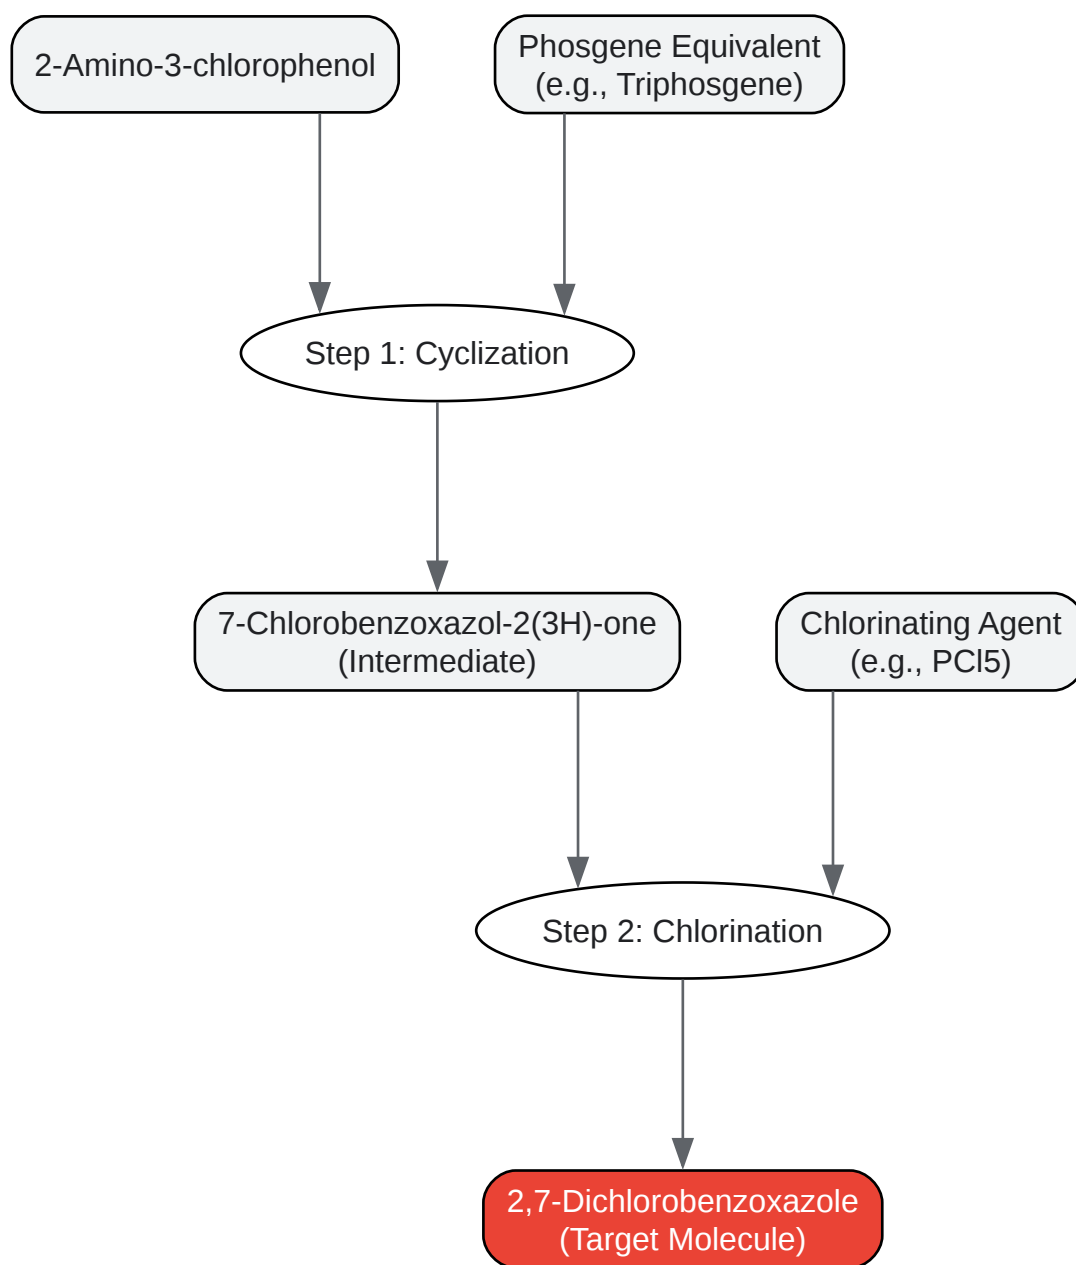 2-Amino-3-chlorophenol
Phosgene Equivalent
(e.g., Triphosgene)
Step 1: Cyclization
7-Chlorobenzoxazol-2(3H)-one
(Intermediate)
Chlorinating Agent
(e.g., PCl5)
Step 2: Chlorination
2,7-Dichlorobenzoxazole
(Target Molecule)